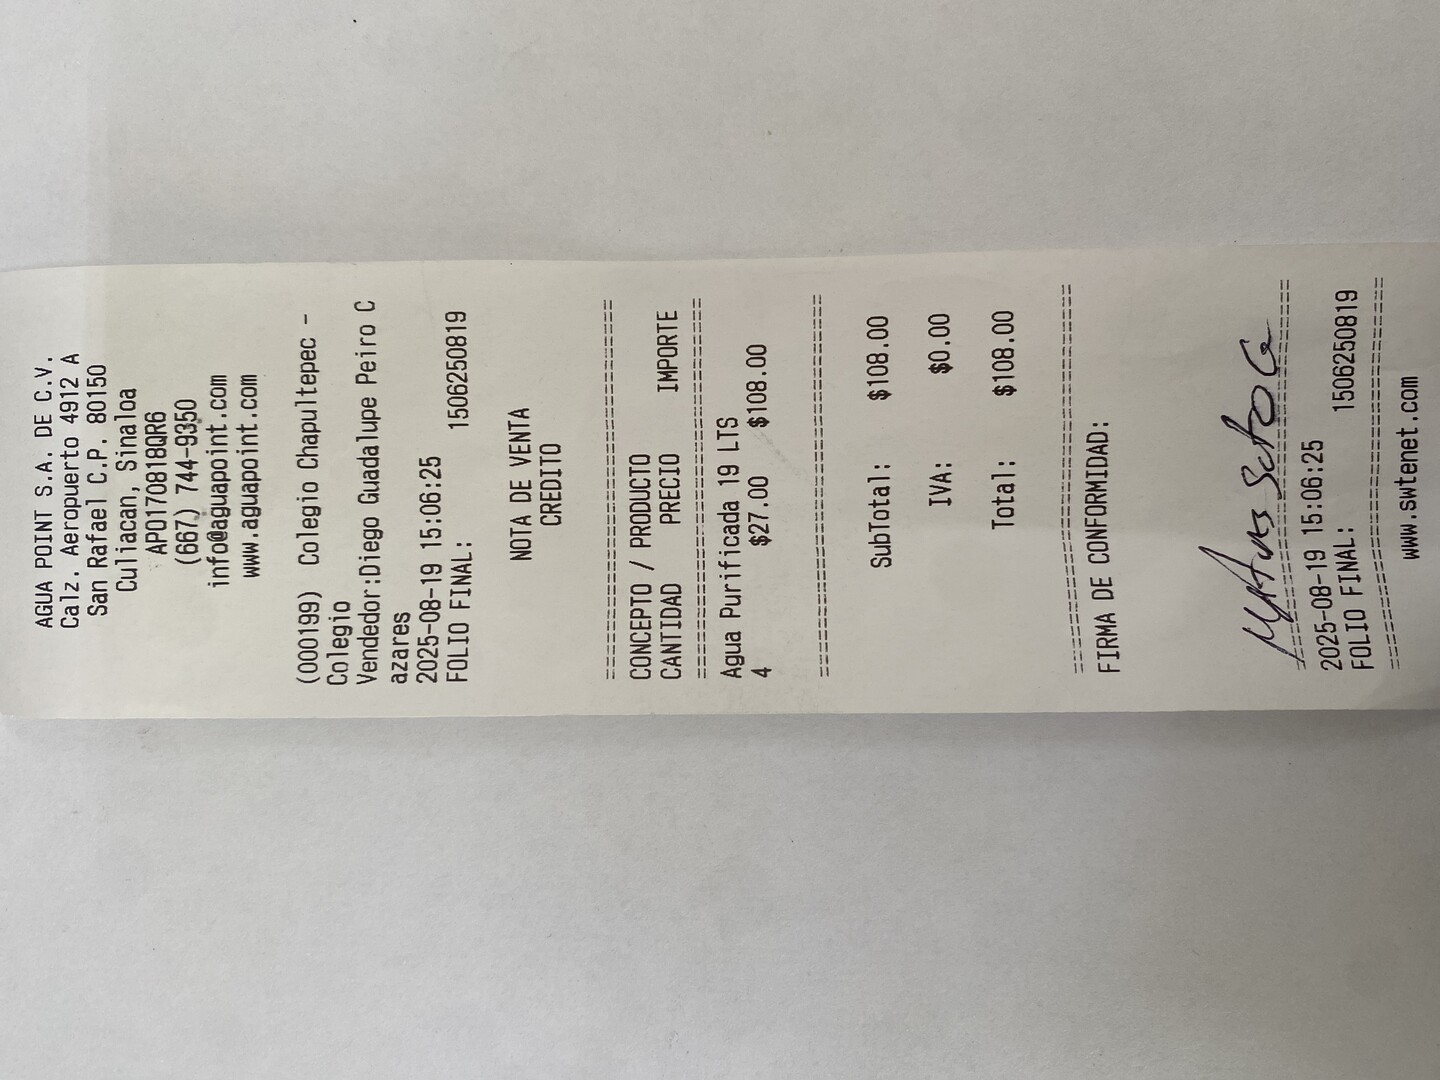 AGUA POINT S.A. DE C.V.
Calz. Aeropuerto 4912 A
San Rafael C.P. 80150
Culiacan, Sinaloa
APO170818QR6
(667) 744-9350
info@aguapoint.com
www.aguapoint.com
(000199) Colegio Chapultepec -
Colegio
Vendedor:Diego Guadalupe Peiro C
azares
2025-08-19 15:06:25
FOLIO FINAL: 1506250819
NOTA DE VENTA
CREDITO
================================
CONCEPTO / PRODUCTO
CANTIDAD PRECIO IMPORTE
================================
Agua Purificada 19 LTS
4 $27.00 $108.00
================================
SubTotal: $108.00
IVA: $0.00
Total: $108.00
================================
FIRMA DE CONFORMIDAD:
Soto
================================
2025-08-19 15:06:25
FOLIO FINAL: 1506250819
================================
www.swtenet.com